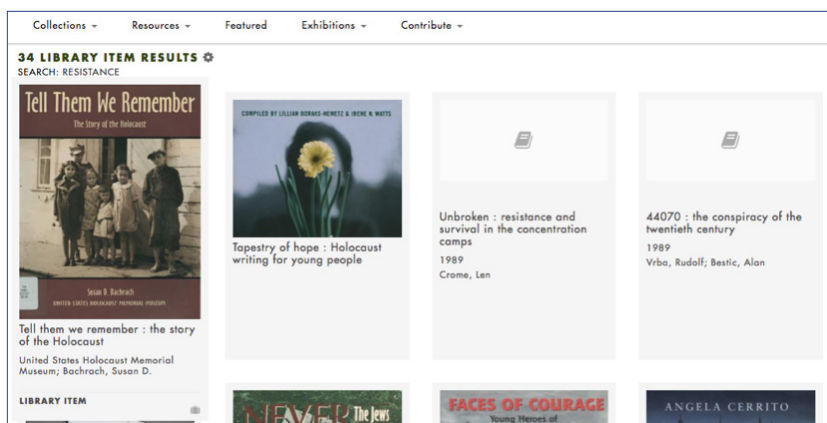 Collections
Resources
Featured
Exhibitions
Contribute
34 LIBRARY ITEM RESULTS
SEARCH: RESISTANCE
Tell Them We Remember
The Story of the Holocaust
Susan D. Bachrach
UNITED STATES HOLOCAUST MEMORIAL MUSEUM
Tell them we remember : the story
of the Holocaust
United States Holocaust Memorial
Museum; Bachrach, Susan D.
LIBRARY ITEM
COMPILED BY LILLIAN BORAKS-NEMETZ & IRENE N. WATTS
Tapestry of hope : Holocaust
writing for young people
Unbroken : resistance and
survival in the concentration
camps
1989
Crome, Len
44070 : the conspiracy of the
twentieth century
1989
Vrba, Rudolf; Bestic, Alan
NEVER
The Jews
FACES OF COURAGE
Young Heroes of
ANGELA CERRITO